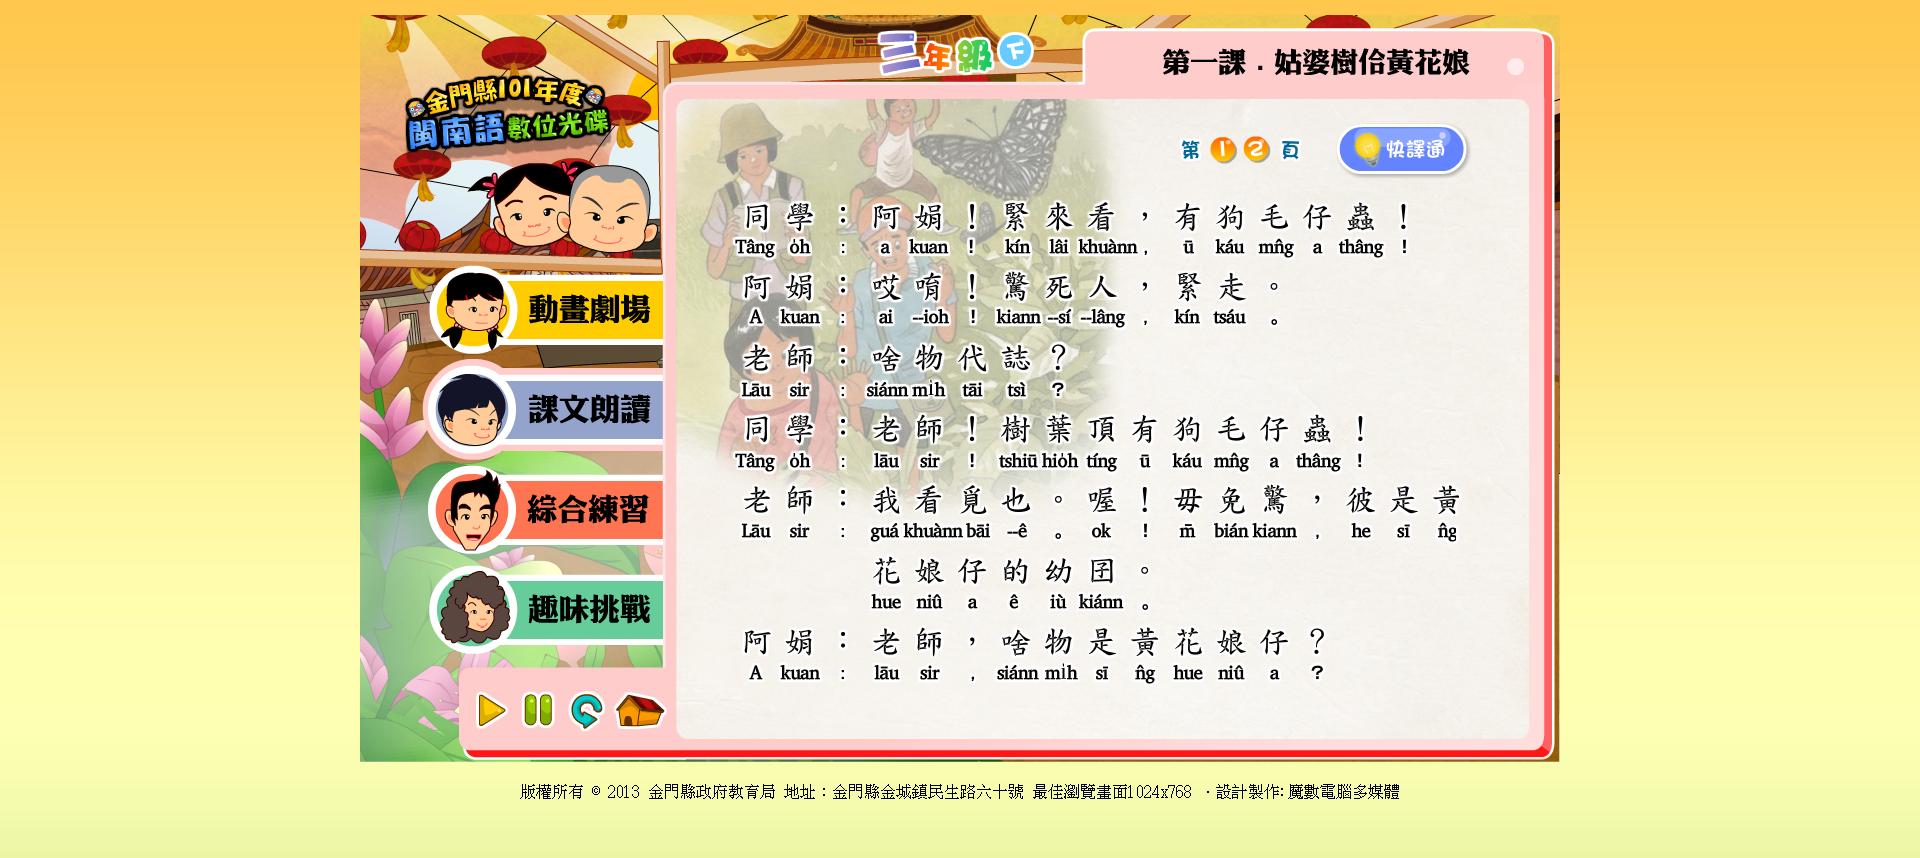 三年級 下
第一課．姑婆樹佮黃花娘
金門縣101年度
閩南語數位光碟
第 1 2 頁
快譯通
同學：阿娟！緊來看，有狗毛仔蟲！
Tâng o̍h : a kuan ! kín lâi khuànn , ū káu mn̂g a thâng !
阿娟：哎唷！驚死人，緊走。
A kuan : ai --ioh ! kiann --sí --lâng , kín tsáu 。
老師：啥物代誌？
Lāu sir : siánn mi̍h tāi tsì ?
同學：老師！樹葉頂有狗毛仔蟲！
Tâng o̍h : lāu sir ! tshiū hio̍h tíng ū káu mn̂g a thâng !
老師：我看覓也。喔！毋免驚，彼是黃
Lāu sir : guá khuànn bāi --ê 。 ok ! m̄ bián kiann , he sī n̂g
花娘仔的幼囝。
hue niû a ê iù kiánn 。
阿娟：老師，啥物是黃花娘仔？
A kuan : lāu sir , siánn mi̍h sī n̂g hue niû a ?
動畫劇場
課文朗讀
綜合練習
趣味挑戰
版權所有 © 2013 金門縣政府教育局 地址：金門縣金城鎮民生路六十號 最佳瀏覽畫面1024x768 ‧設計製作: 魔數電腦多媒體